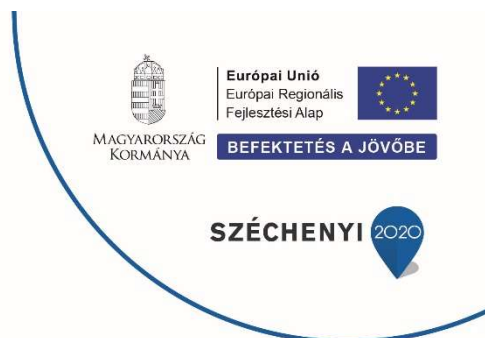 Európai Unió
Európai Regionális
Fejlesztési Alap
MAGYARORSZÁG
KORMÁNYA
BEFEKTETÉS A JÖVŐBE
SZÉCHENYI 2020